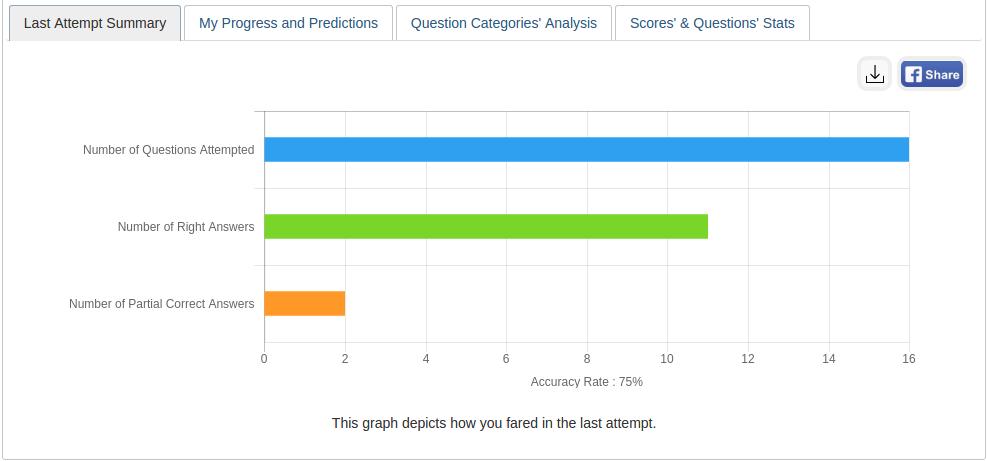 Last Attempt Summary
My Progress and Predictions
Question Categories' Analysis
Scores' & Questions' Stats
f Share
Number of Questions Attempted
Number of Right Answers
Number of Partial Correct Answers
0 2 4 6 8 10 12 14 16
Accuracy Rate : 75%
This graph depicts how you fared in the last attempt.